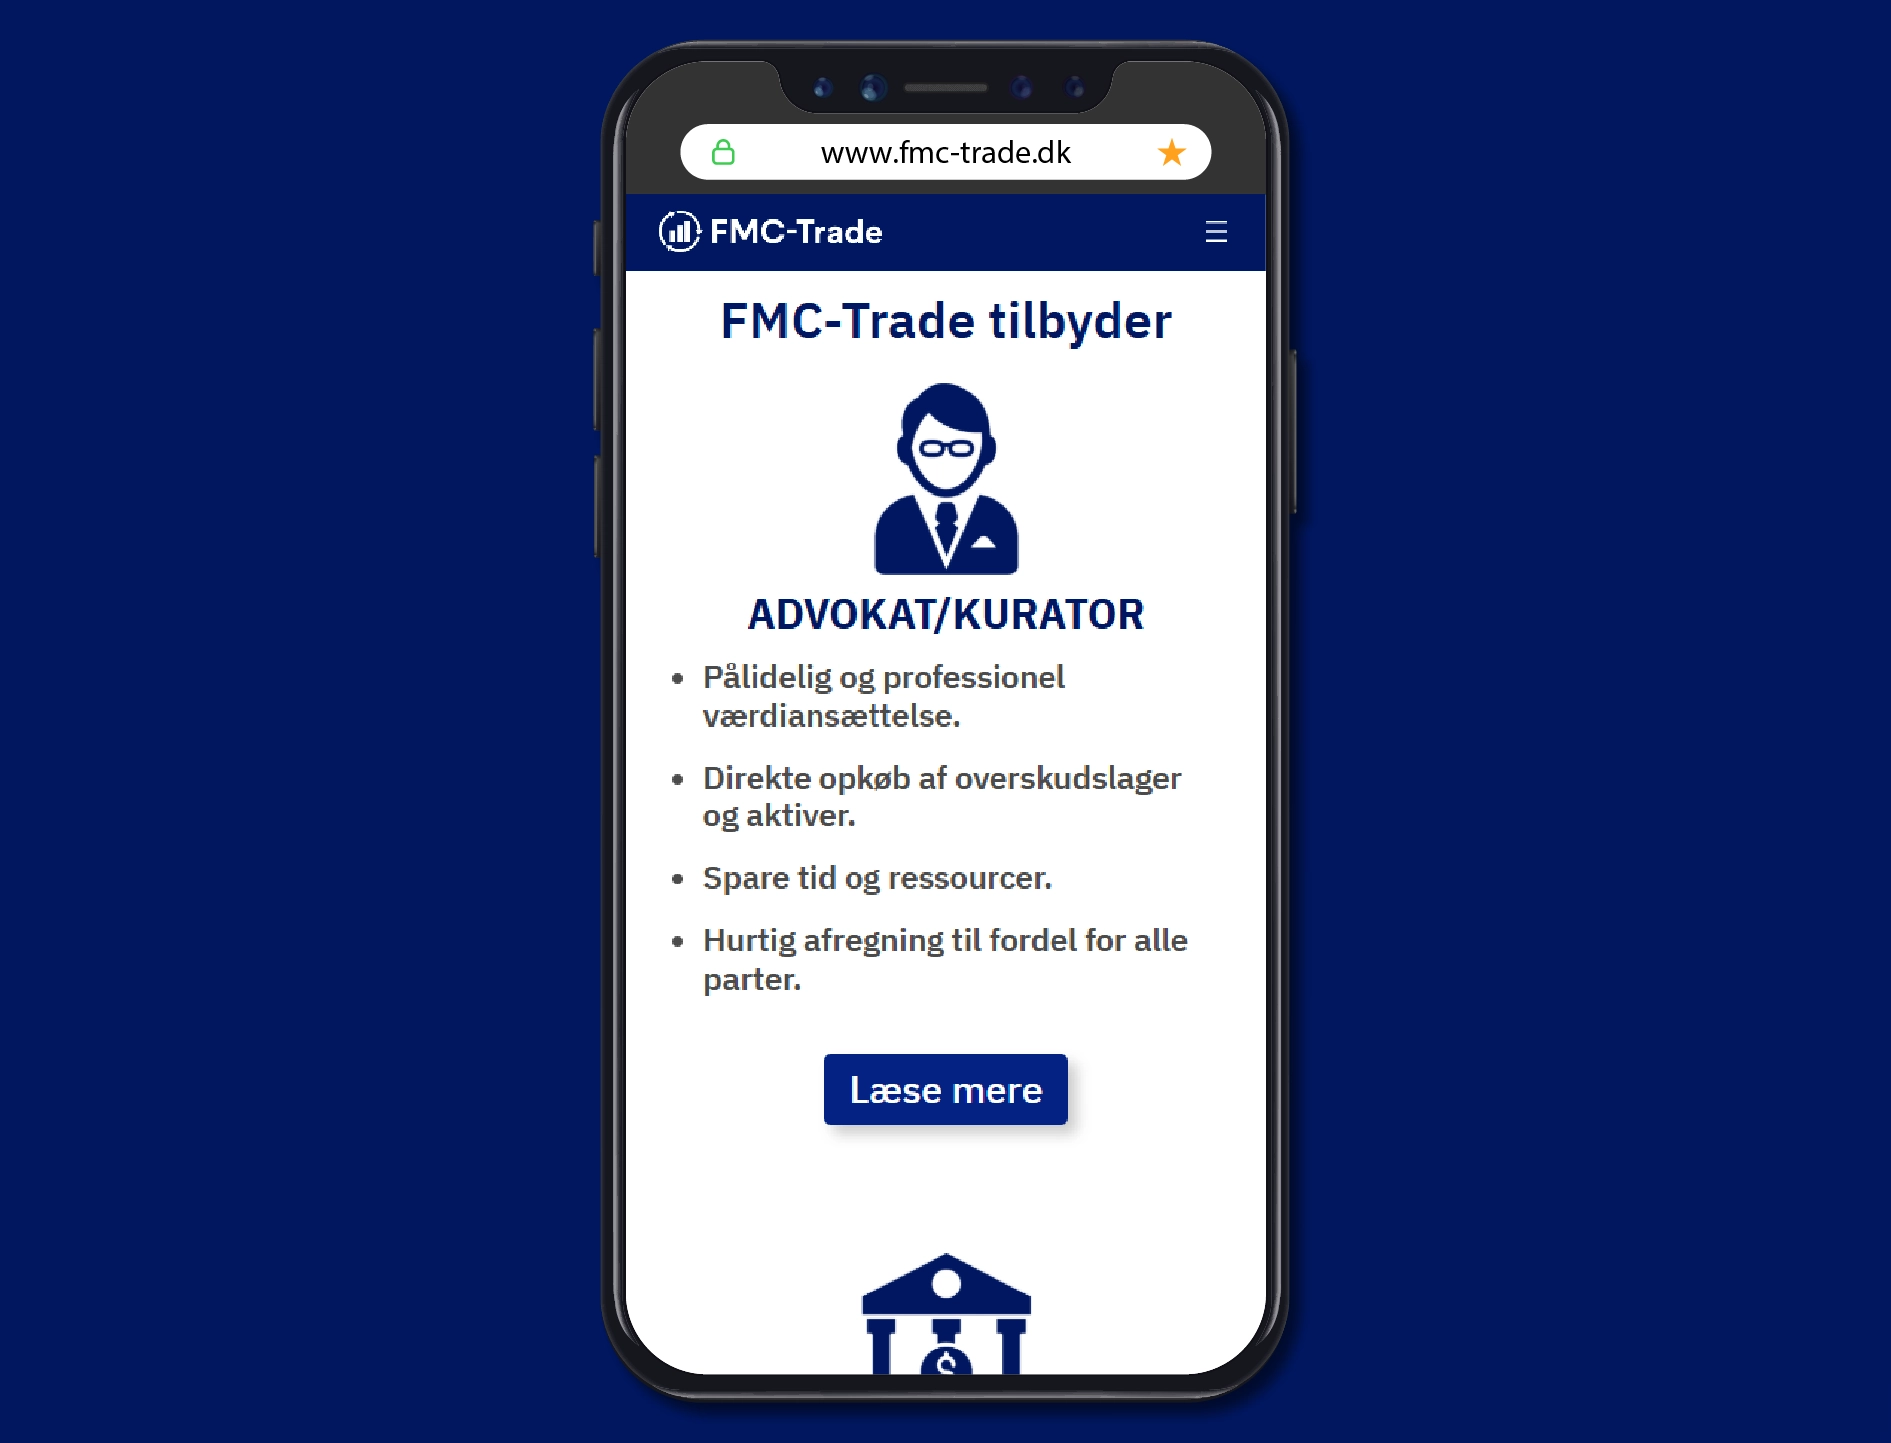 www.fmc-trade.dk
FMC-Trade
FMC-Trade tilbyder
ADVOKAT/KURATOR
• Pålidelig og professionel
værdiansættelse.
• Direkte opkøb af overskudslager
og aktiver.
• Spare tid og ressourcer.
• Hurtig afregning til fordel for alle
parter.
Læse mere
$